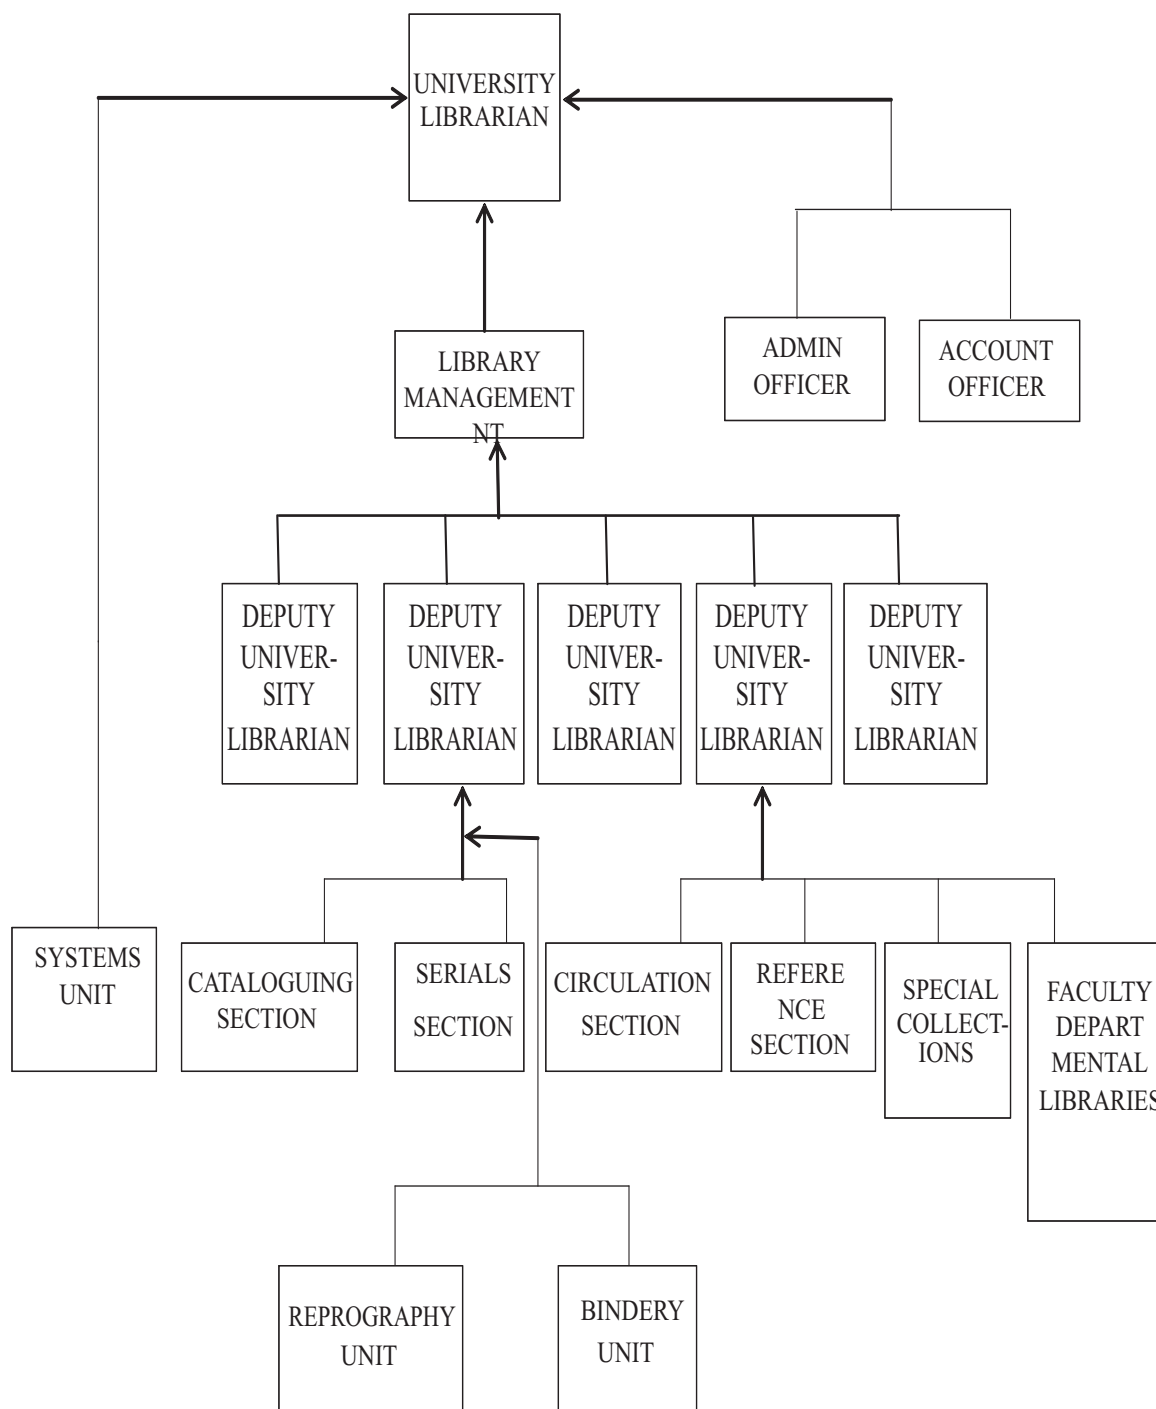 UNIVERSITY
LIBRARIAN
LIBRARY
MANAGEMENT
NT
ADMIN
OFFICER
ACCOUNT
OFFICER
DEPUTY
UNIVER-
SITY
LIBRARIAN
DEPUTY
UNIVER-
SITY
LIBRARIAN
DEPUTY
UNIVER-
SITY
LIBRARIAN
DEPUTY
UNIVER-
SITY
LIBRARIAN
DEPUTY
UNIVER-
SITY
LIBRARIAN
SYSTEMS
UNIT
CATALOGUING
SECTION
SERIALS
SECTION
CIRCULATION
SECTION
REFERE
NCE
SECTION
SPECIAL
COLLECT-
IONS
FACULTY
DEPART
MENTAL
LIBRARIES
REPROGRAPHY
UNIT
BINDERY
UNIT